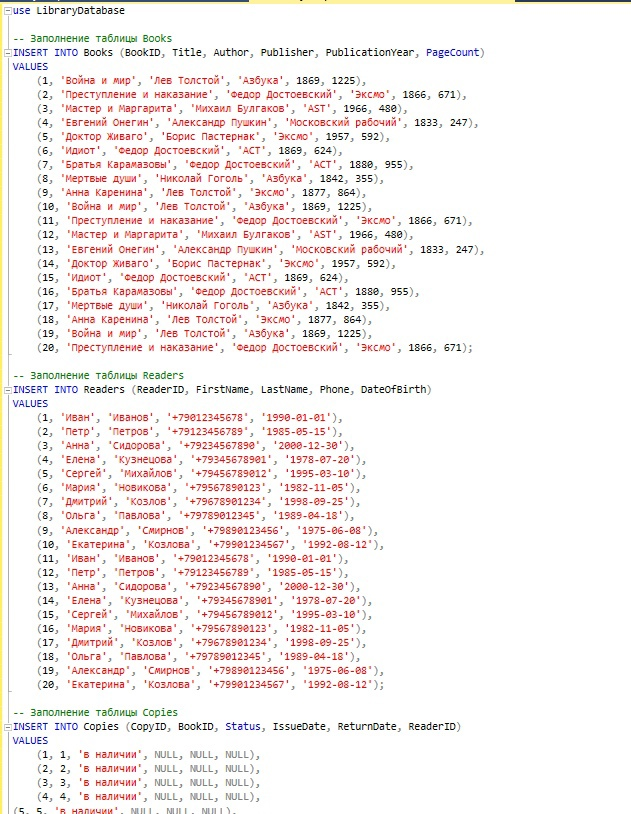 use LibraryDatabase
-- Заполнение таблицы Books
INSERT INTO Books (BookID, Title, Author, Publisher, PublicationYear, PageCount)
VALUES
(1, 'Война и мир', 'Лев Толстой', 'Азбука', 1869, 1225),
(2, 'Преступление и наказание', 'Федор Достоевский', 'Эксмо', 1866, 671),
(3, 'Мастер и Маргарита', 'Михаил Булгаков', 'AST', 1966, 480),
(4, 'Евгений Онегин', 'Александр Пушкин', 'Московский рабочий', 1833, 247),
(5, 'Доктор Живаго', 'Борис Пастернак', 'Эксмо', 1957, 592),
(6, 'Идиот', 'Федор Достоевский', 'АСТ', 1869, 624),
(7, 'Братья Карамазовы', 'Федор Достоевский', 'АСТ', 1880, 955),
(8, 'Мертвые души', 'Николай Гоголь', 'Азбука', 1842, 355),
(9, 'Анна Каренина', 'Лев Толстой', 'Эксмо', 1877, 864),
(10, 'Война и мир', 'Лев Толстой', 'Азбука', 1869, 1225),
(11, 'Преступление и наказание', 'Федор Достоевский', 'Эксмо', 1866, 671),
(12, 'Мастер и Маргарита', 'Михаил Булгаков', 'AST', 1966, 480),
(13, 'Евгений Онегин', 'Александр Пушкин', 'Московский рабочий', 1833, 247),
(14, 'Доктор Живаго', 'Борис Пастернак', 'Эксмо', 1957, 592),
(15, 'Идиот', 'Федор Достоевский', 'АСТ', 1869, 624),
(16, 'Братья Карамазовы', 'Федор Достоевский', 'АСТ', 1880, 955),
(17, 'Мертвые души', 'Николай Гоголь', 'Азбука', 1842, 355),
(18, 'Анна Каренина', 'Лев Толстой', 'Эксмо', 1877, 864),
(19, 'Война и мир', 'Лев Толстой', 'Азбука', 1869, 1225),
(20, 'Преступление и наказание', 'Федор Достоевский', 'Эксмо', 1866, 671);
-- Заполнение таблицы Readers
INSERT INTO Readers (ReaderID, FirstName, LastName, Phone, DateOfBirth)
VALUES
(1, 'Иван', 'Иванов', '+79012345678', '1990-01-01'),
(2, 'Петр', 'Петров', '+79123456789', '1985-05-15'),
(3, 'Анна', 'Сидорова', '+79234567890', '2000-12-30'),
(4, 'Елена', 'Кузнецова', '+79345678901', '1978-07-20'),
(5, 'Сергей', 'Михайлов', '+79456789012', '1995-03-10'),
(6, 'Мария', 'Новикова', '+79567890123', '1982-11-05'),
(7, 'Дмитрий', 'Козлов', '+79678901234', '1998-09-25'),
(8, 'Ольга', 'Павлова', '+79789012345', '1989-04-18'),
(9, 'Александр', 'Смирнов', '+79890123456', '1975-06-08'),
(10, 'Екатерина', 'Козлова', '+79901234567', '1992-08-12'),
(11, 'Иван', 'Иванов', '+79012345678', '1990-01-01'),
(12, 'Петр', 'Петров', '+79123456789', '1985-05-15'),
(13, 'Анна', 'Сидорова', '+79234567890', '2000-12-30'),
(14, 'Елена', 'Кузнецова', '+79345678901', '1978-07-20'),
(15, 'Сергей', 'Михайлов', '+79456789012', '1995-03-10'),
(16, 'Мария', 'Новикова', '+79567890123', '1982-11-05'),
(17, 'Дмитрий', 'Козлов', '+79678901234', '1998-09-25'),
(18, 'Ольга', 'Павлова', '+79789012345', '1989-04-18'),
(19, 'Александр', 'Смирнов', '+79890123456', '1975-06-08'),
(20, 'Екатерина', 'Козлова', '+79901234567', '1992-08-12');
-- Заполнение таблицы Copies
INSERT INTO Copies (CopyID, BookID, Status, IssueDate, ReturnDate, ReaderID)
VALUES
(1, 1, 'в наличии', NULL, NULL, NULL),
(2, 2, 'в наличии', NULL, NULL, NULL),
(3, 3, 'в наличии', NULL, NULL, NULL),
(4, 4, 'в наличии', NULL, NULL, NULL),
(5, 5, 'в наличии', NULL, NULL, NULL),